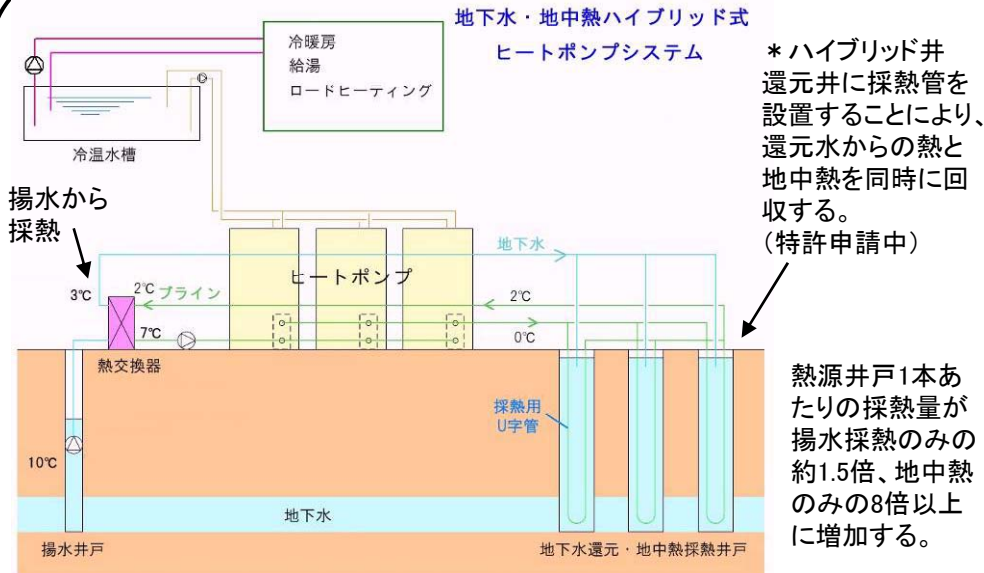 地下水・地中熱ハイブリッド式
ヒートポンプシステム
冷暖房
給湯
ロードヒーティング
冷温水槽
*ハイブリッド井
還元井に採熱管を
設置することにより、
還元水からの熱と
地中熱を同時に回
収する。
(特許申請中)
揚水から
採熱
地下水
ヒートポンプ
3℃
2℃ ブライン
2℃
7℃
0℃
熱交換器
採熱用
U字管
10℃
地下水
揚水井戸
地下水還元・地中熱採熱井戸
熱源井戸1本あ
たりの採熱量が
揚水採熱のみの
約1.5倍、地中熱
のみの8倍以上
に増加する。